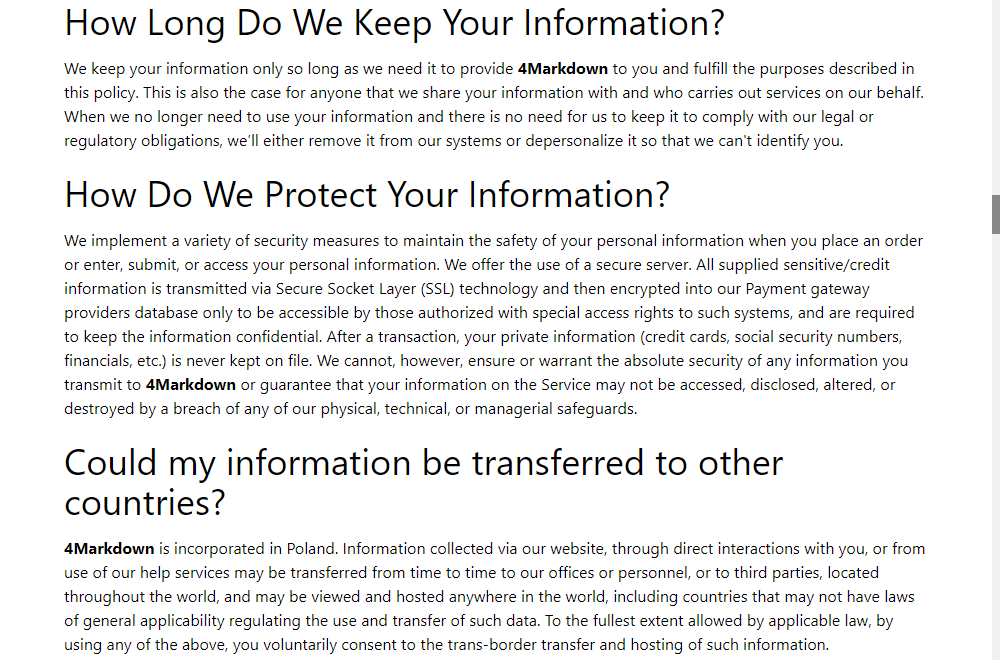 How Long Do We Keep Your Information?
We keep your information only so long as we need it to provide 4Markdown to you and fulfill the purposes described in
this policy. This is also the case for anyone that we share your information with and who carries out services on our behalf.
When we no longer need to use your information and there is no need for us to keep it to comply with our legal or
regulatory obligations, we'll either remove it from our systems or depersonalize it so that we can't identify you.
How Do We Protect Your Information?
We implement a variety of security measures to maintain the safety of your personal information when you place an order
or enter, submit, or access your personal information. We offer the use of a secure server. All supplied sensitive/credit
information is transmitted via Secure Socket Layer (SSL) technology and then encrypted into our Payment gateway
providers database only to be accessible by those authorized with special access rights to such systems, and are required
to keep the information confidential. After a transaction, your private information (credit cards, social security numbers,
financials, etc.) is never kept on file. We cannot, however, ensure or warrant the absolute security of any information you
transmit to 4Markdown or guarantee that your information on the Service may not be accessed, disclosed, altered, or
destroyed by a breach of any of our physical, technical, or managerial safeguards.
Could my information be transferred to other
countries?
4Markdown is incorporated in Poland. Information collected via our website, through direct interactions with you, or from
use of our help services may be transferred from time to time to our offices or personnel, or to third parties, located
throughout the world, and may be viewed and hosted anywhere in the world, including countries that may not have laws
of general applicability regulating the use and transfer of such data. To the fullest extent allowed by applicable law, by
using any of the above, you voluntarily consent to the trans-border transfer and hosting of such information.